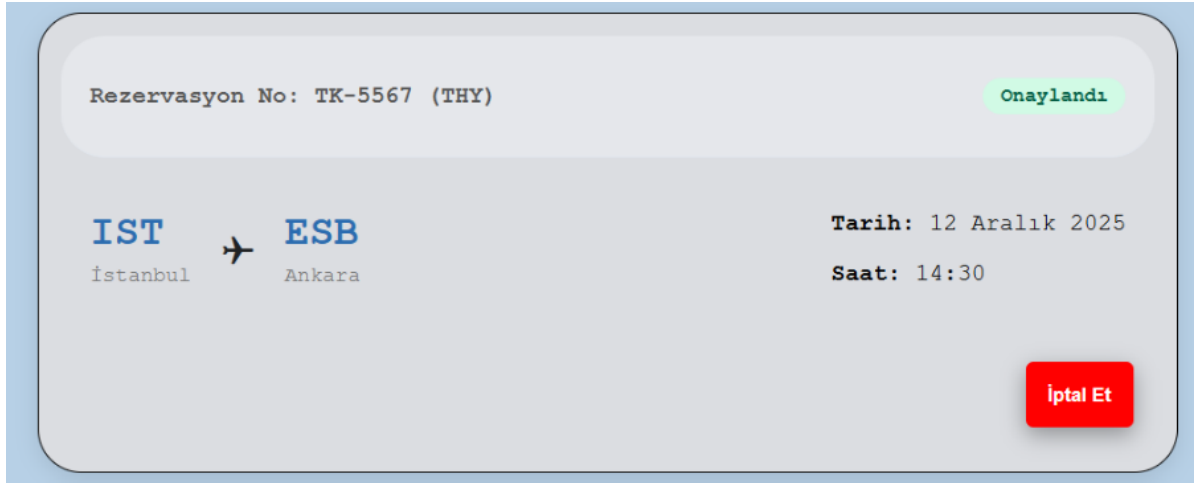 Rezervasyon No: TK-5567 (THY)
Onaylandı
IST
İstanbul
ESB
Ankara
Tarih: 12 Aralık 2025
Saat: 14:30
İptal Et